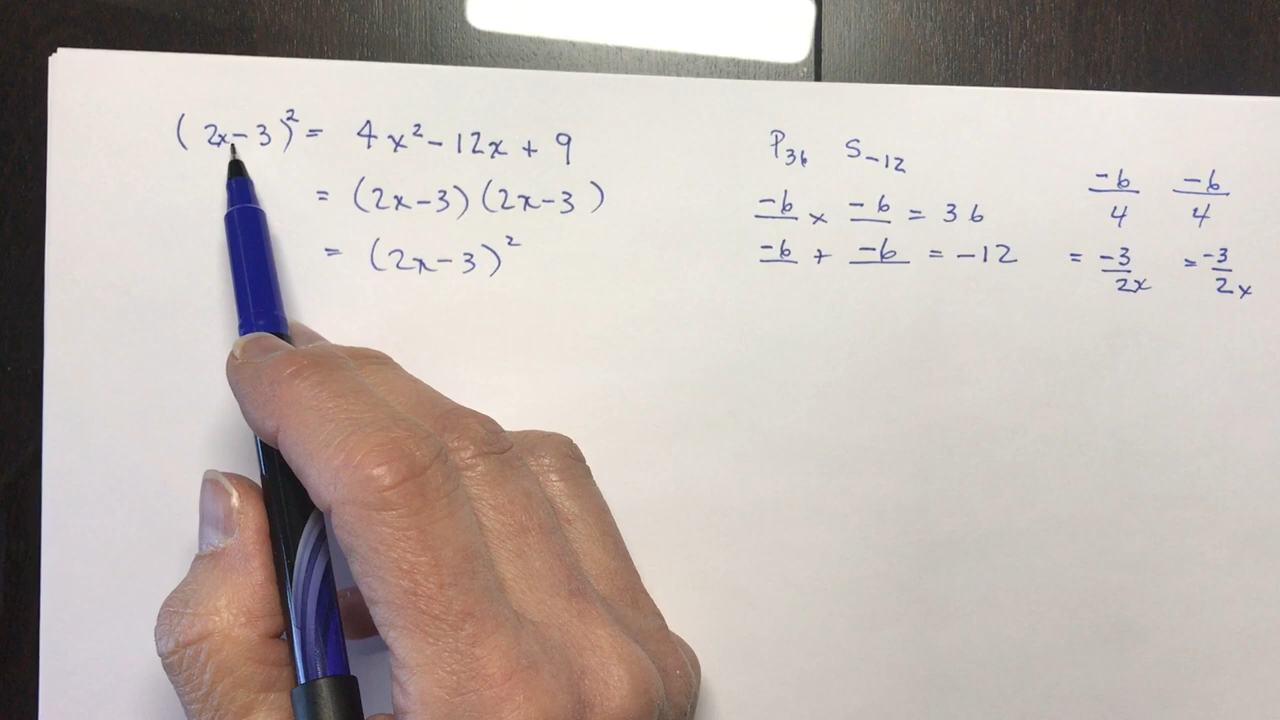 (2x-3)² = 4x² - 12x + 9
= (2x-3)(2x-3)
= (2x-3)²
P36 S-12
-6 x -6 = 36
-6 + -6 = -12
-6/4 -6/4
= -3/2x = -3/2x